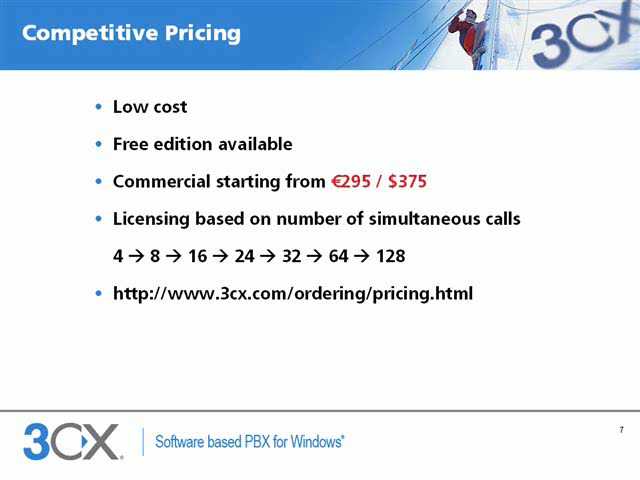 Competitive Pricing
3CX
• Low cost
• Free edition available
• Commercial starting from €295 / $375
• Licensing based on number of simultaneous calls
4 → 8 → 16 → 24 → 32 → 64 → 128
• http://www.3cx.com/ordering/pricing.html
7
3CX®
Software based PBX for Windows®